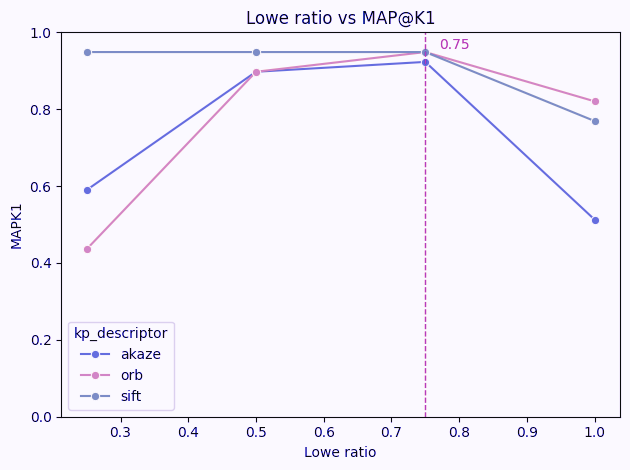 Lowe ratio vs MAP@K1
0.75
MAPK1
1.0
0.8
0.6
0.4
0.2
0.0
kp_descriptor
akaze
orb
sift
0.3 0.4 0.5 0.6 0.7 0.8 0.9 1.0
Lowe ratio